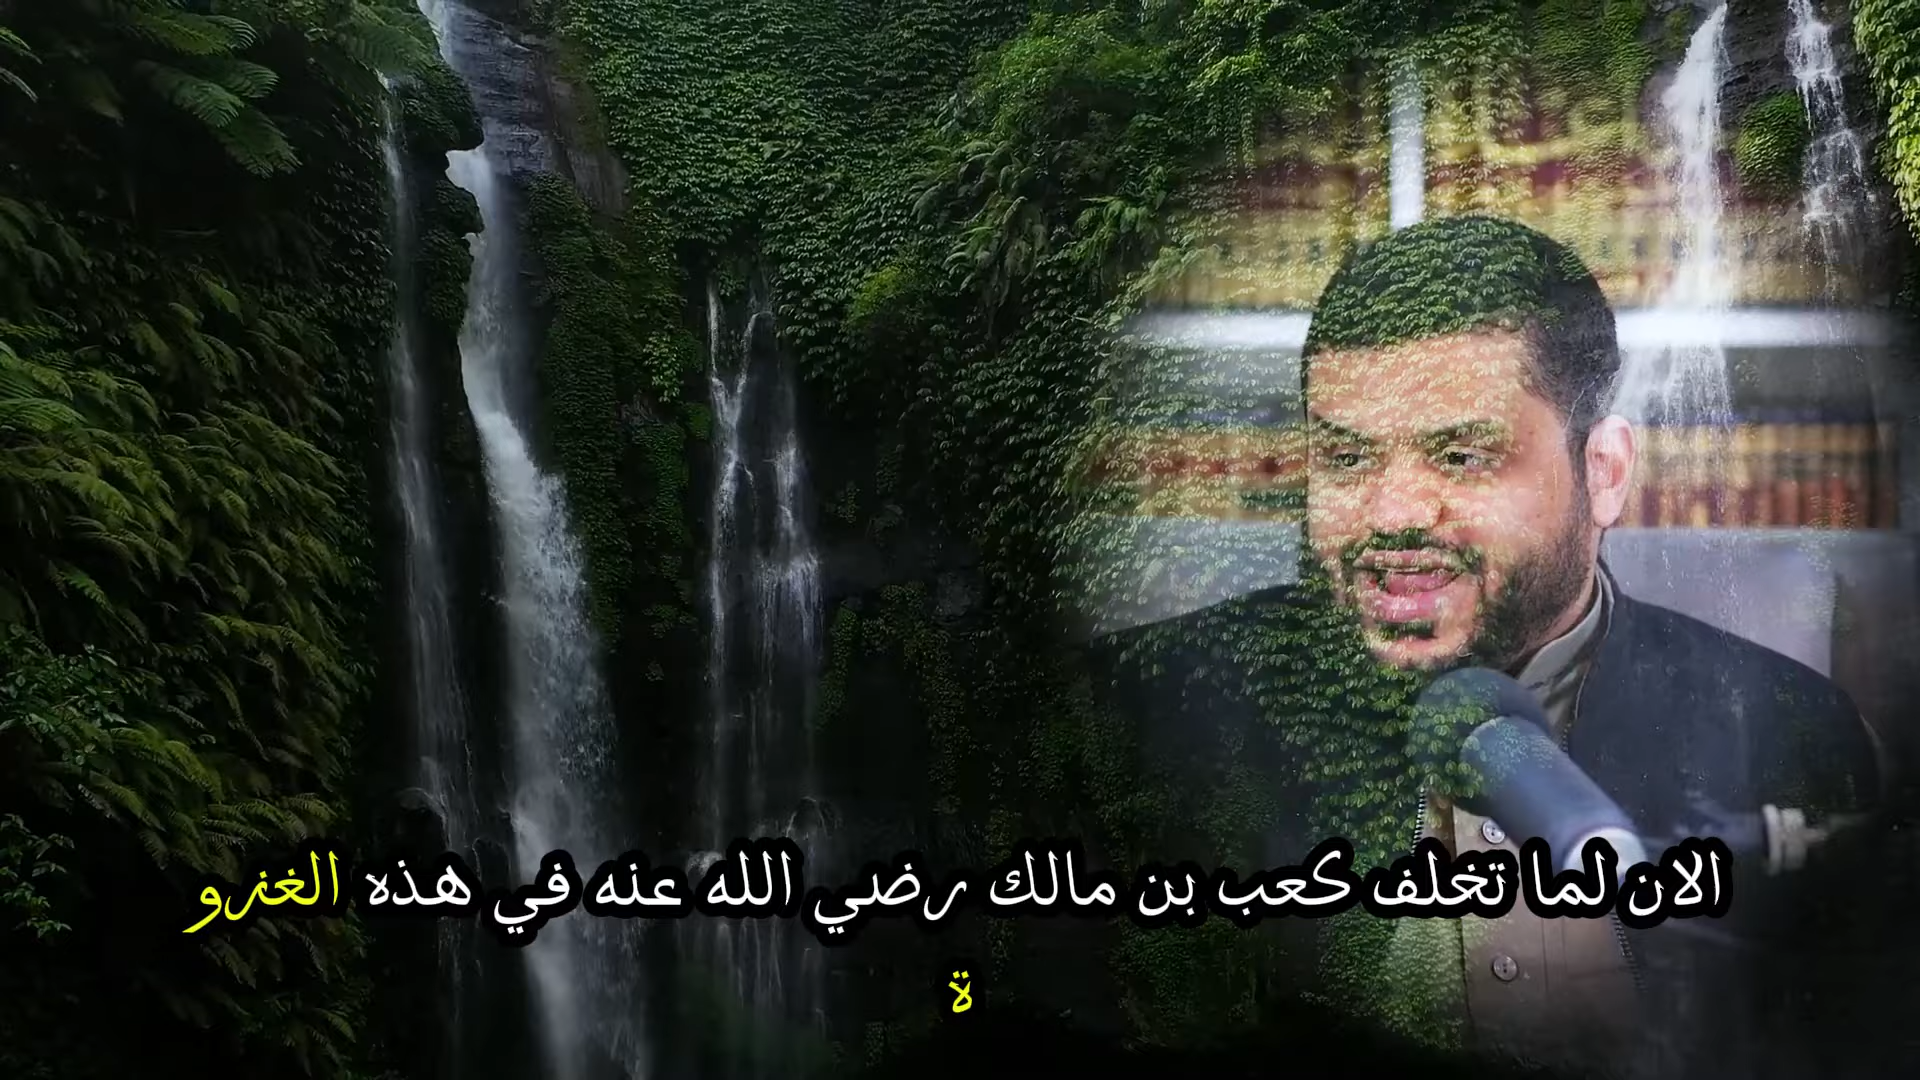 الان لما تخلف كعب بن مالك رضي الله عنه في هذه الغزو
ة